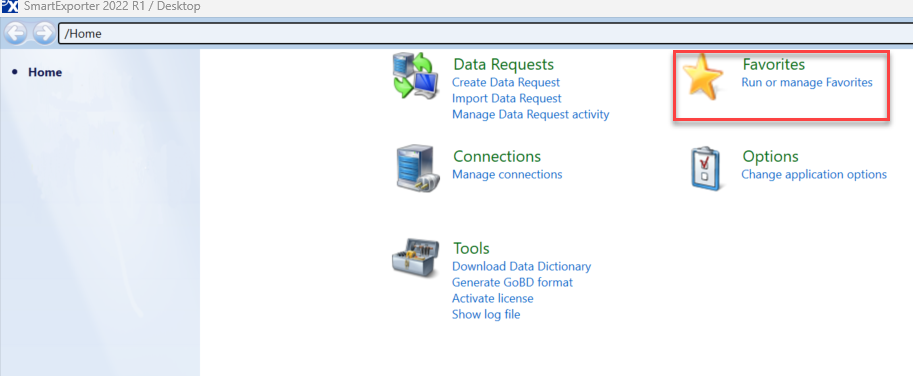 PX SmartExporter 2022 R1 / Desktop
/Home
Home
Data Requests
Create Data Request
Import Data Request
Manage Data Request activity
Favorites
Run or manage Favorites
Connections
Manage connections
Options
Change application options
Tools
Download Data Dictionary
Generate GoBD format
Activate license
Show log file